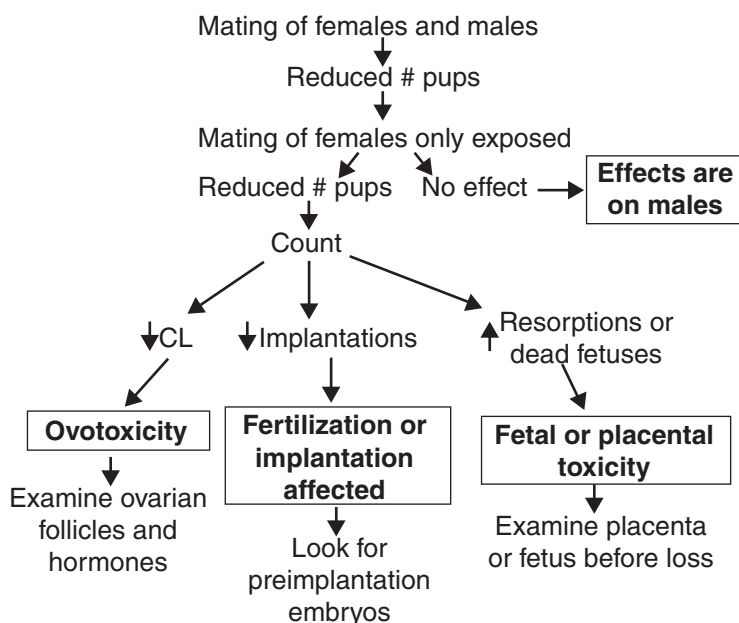 Mating of females and males
Reduced # pups
Mating of females only exposed
Reduced # pups
No effect
Effects are
on males
Count
CL
Implantations
Resorptions or
dead fetuses
Ovotoxicity
Fertilization or
implantation
affected
Fetal or placental
toxicity
Examine ovarian
follicles and
hormones
Look for
preimplantation
embryos
Examine placenta
or fetus before loss